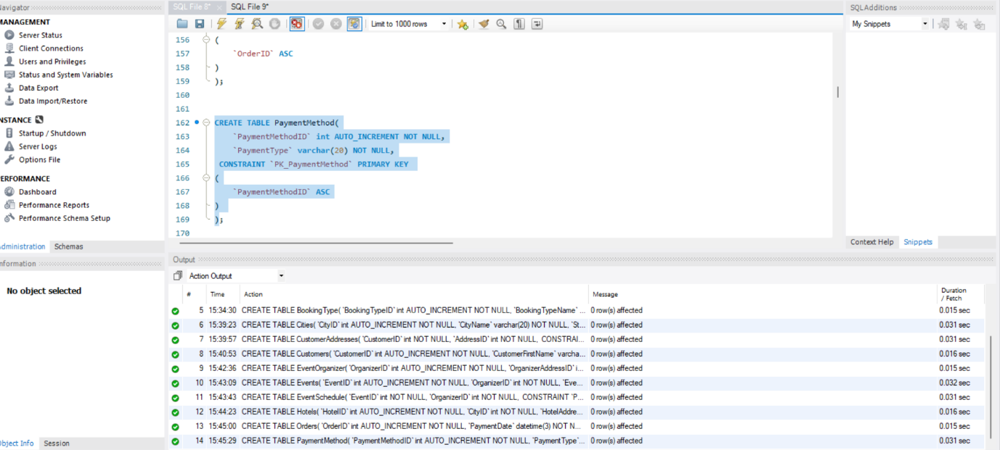 Navigator
MANAGEMENT
Server Status
Client Connections
Users and Privileges
Status and System Variables
Data Export
Data Import/Restore
INSTANCE
Startup / Shutdown
Server Logs
Options File
PERFORMANCE
Dashboard
Performance Reports
Performance Schema Setup
Administration Schemas
Information
No object selected
Object Info Session
SQL File 8* × SQL File 9*
Limit to 1000 rows
156 (
157 `OrderID` ASC
158 )
159 );
160
161
162 CREATE TABLE PaymentMethod(
163 `PaymentMethodID` int AUTO_INCREMENT NOT NULL,
164 `PaymentType` varchar(20) NOT NULL,
165 CONSTRAINT `PK_PaymentMethod` PRIMARY KEY
166 (
167 `PaymentMethodID` ASC
168 )
169 );
170
SQLAdditions
My Snippets
Context Help Snippets
Output
Action Output
# Time Action Message Duration / Fetch
5 15:34:30 CREATE TABLE BookingType( `BookingTypeID` int AUTO_INCREMENT NOT NULL, `BookingTypeName` ... 0 row(s) affected 0.015 sec
6 15:39:23 CREATE TABLE Cities( `CityID` int AUTO_INCREMENT NOT NULL, `CityName` varchar(20) NOT NULL, `St... 0 row(s) affected 0.031 sec
7 15:39:57 CREATE TABLE CustomerAddresses( `CustomerID` int NOT NULL, `AddressID` int NOT NULL, CONSTRAI... 0 row(s) affected 0.031 sec
8 15:40:53 CREATE TABLE Customers( `CustomerID` int AUTO_INCREMENT NOT NULL, `CustomerFirstName` varcha... 0 row(s) affected 0.016 sec
9 15:42:36 CREATE TABLE EventOrganizer( `OrganizerID` int AUTO_INCREMENT NOT NULL, `OrganizerAddressID` i... 0 row(s) affected 0.015 sec
10 15:43:09 CREATE TABLE Events( `EventID` int AUTO_INCREMENT NOT NULL, `OrganizerID` int NOT NULL, `Eve... 0 row(s) affected 0.032 sec
11 15:43:43 CREATE TABLE EventSchedule( `EventID` int NOT NULL, `OrganizerID` int NOT NULL, CONSTRAINT `P... 0 row(s) affected 0.031 sec
12 15:44:23 CREATE TABLE Hotels( `HotelID` int AUTO_INCREMENT NOT NULL, `CityID` int NOT NULL, `HotelAddre... 0 row(s) affected 0.016 sec
13 15:45:00 CREATE TABLE Orders( `OrderID` int AUTO_INCREMENT NOT NULL, `PaymentDate` datetime(3) NOT N... 0 row(s) affected 0.015 sec
14 15:45:29 CREATE TABLE PaymentMethod( `PaymentMethodID` int AUTO_INCREMENT NOT NULL, `PaymentType`... 0 row(s) affected 0.031 sec